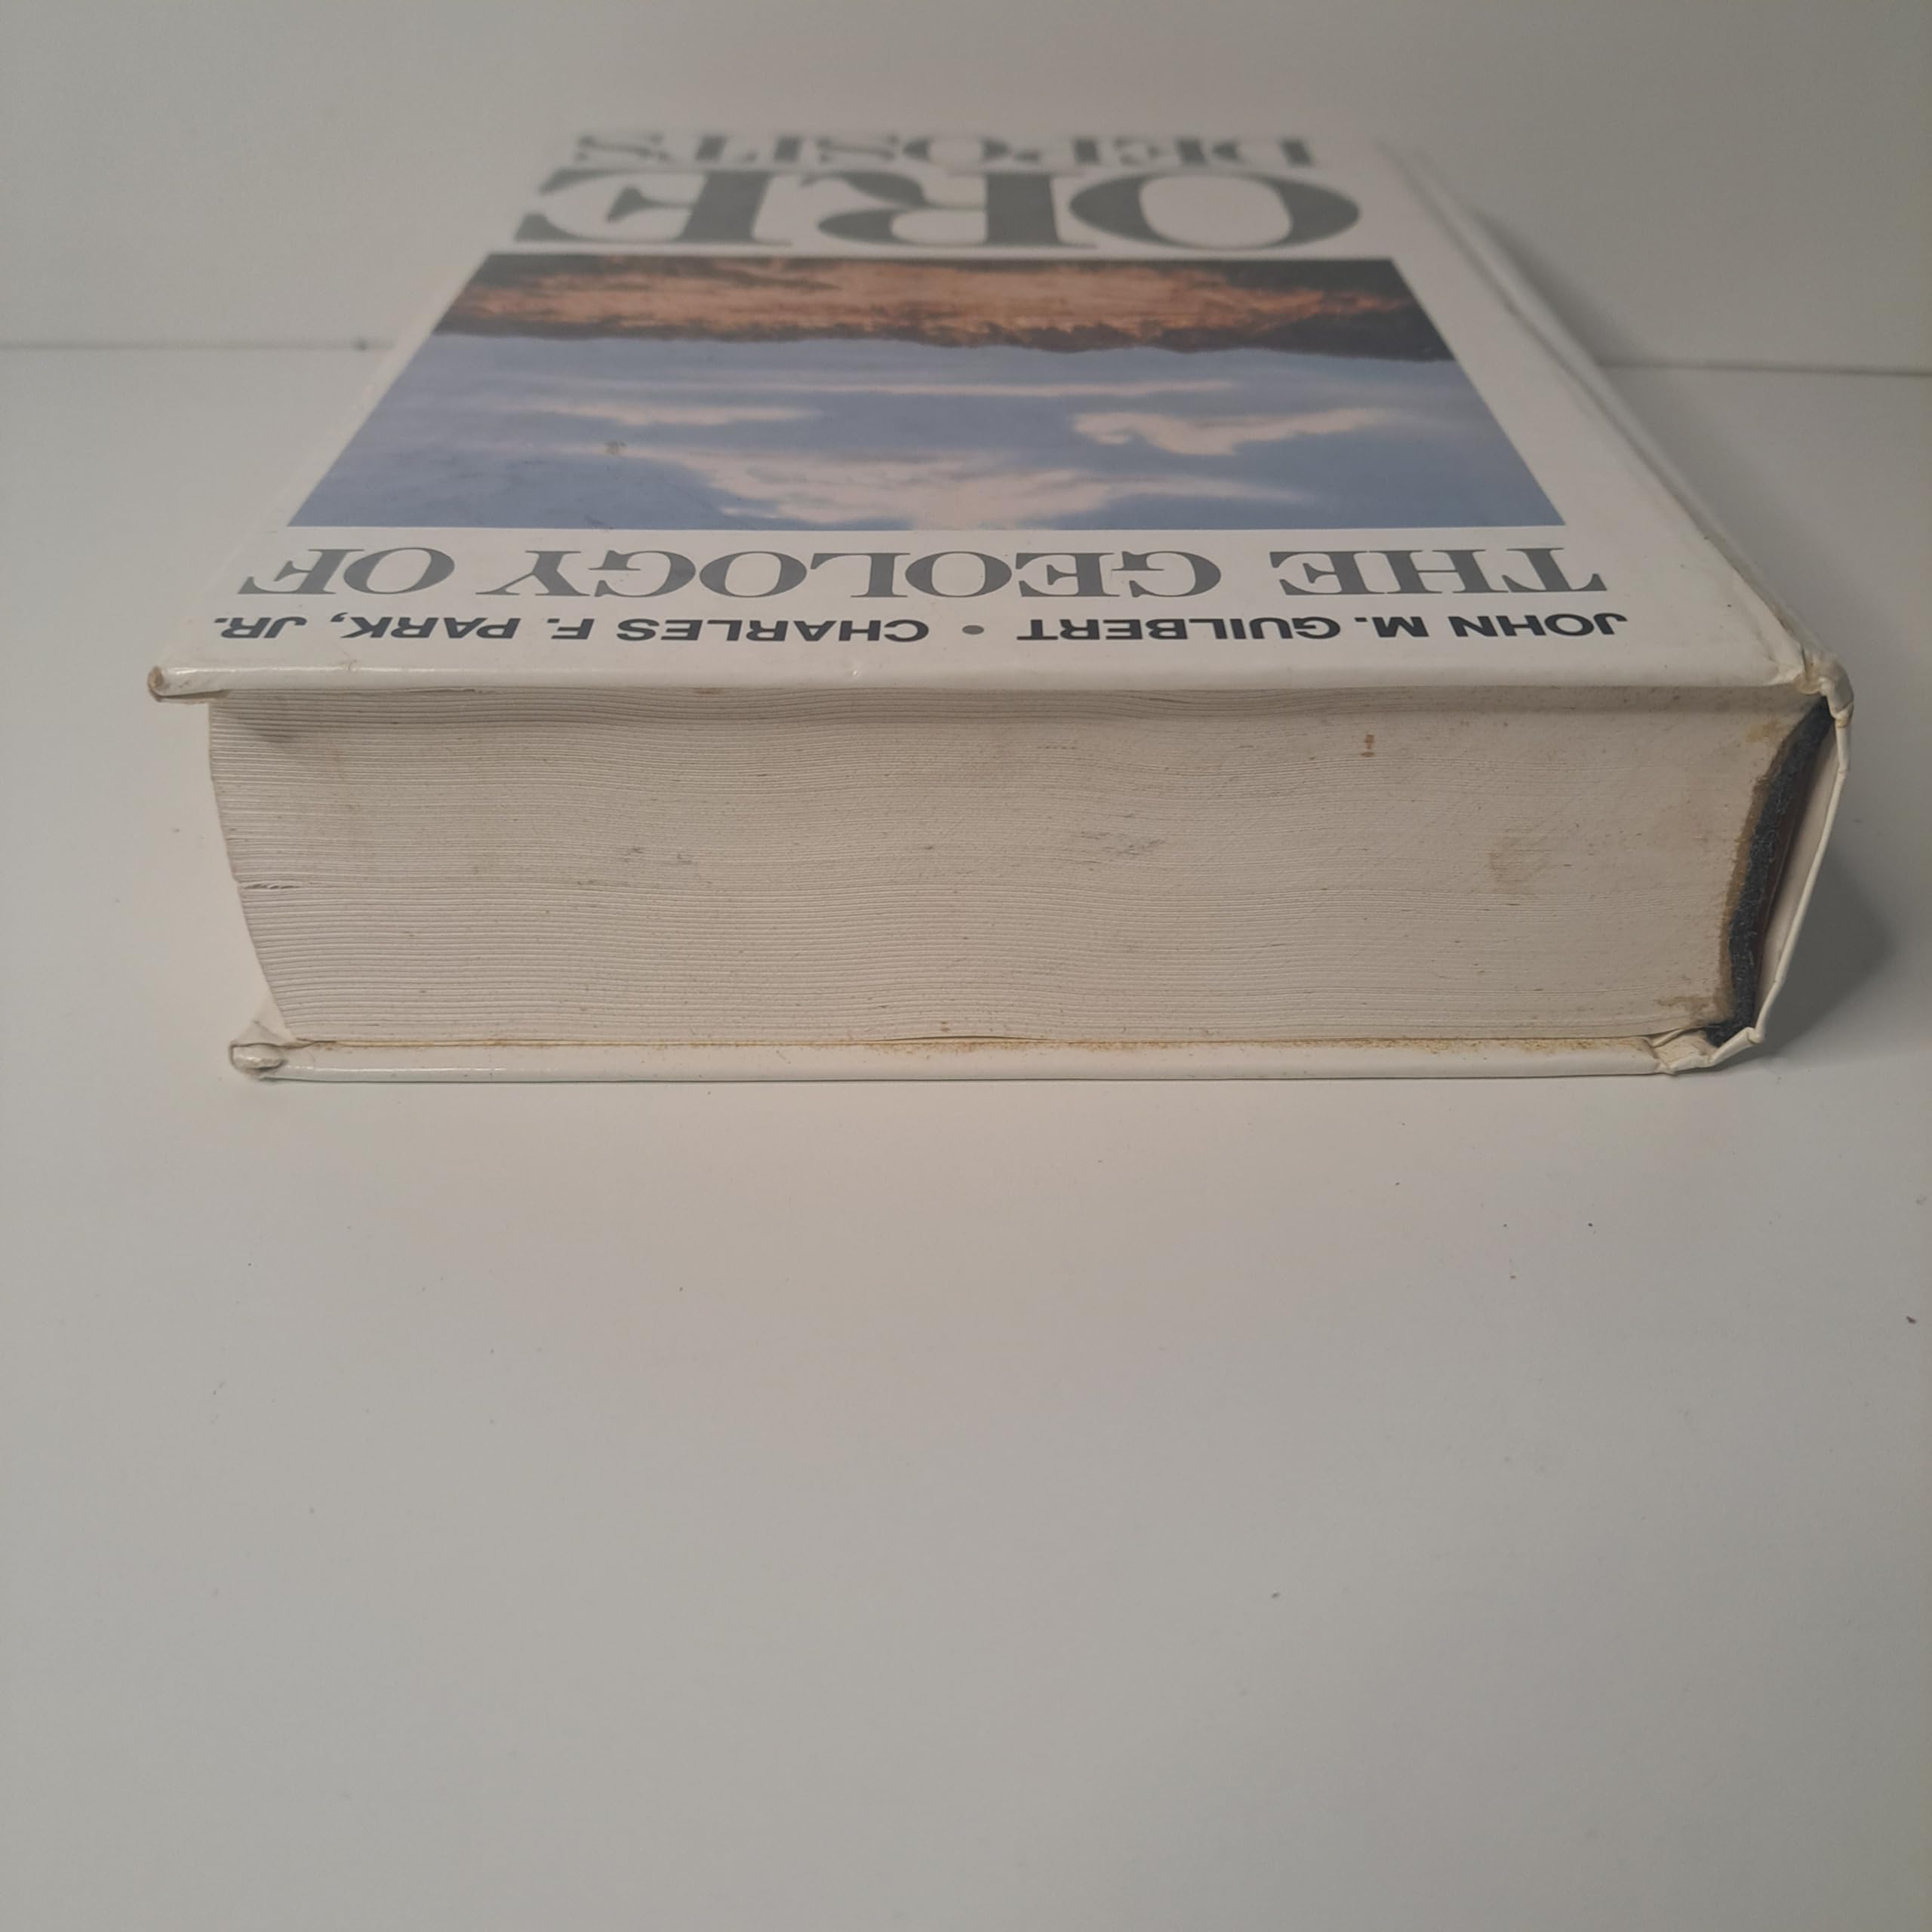 JOHN M. GUILBERT • CHARLES F. PARK, JR.
THE GEOLOGY OF
ORE
DEPOSITS